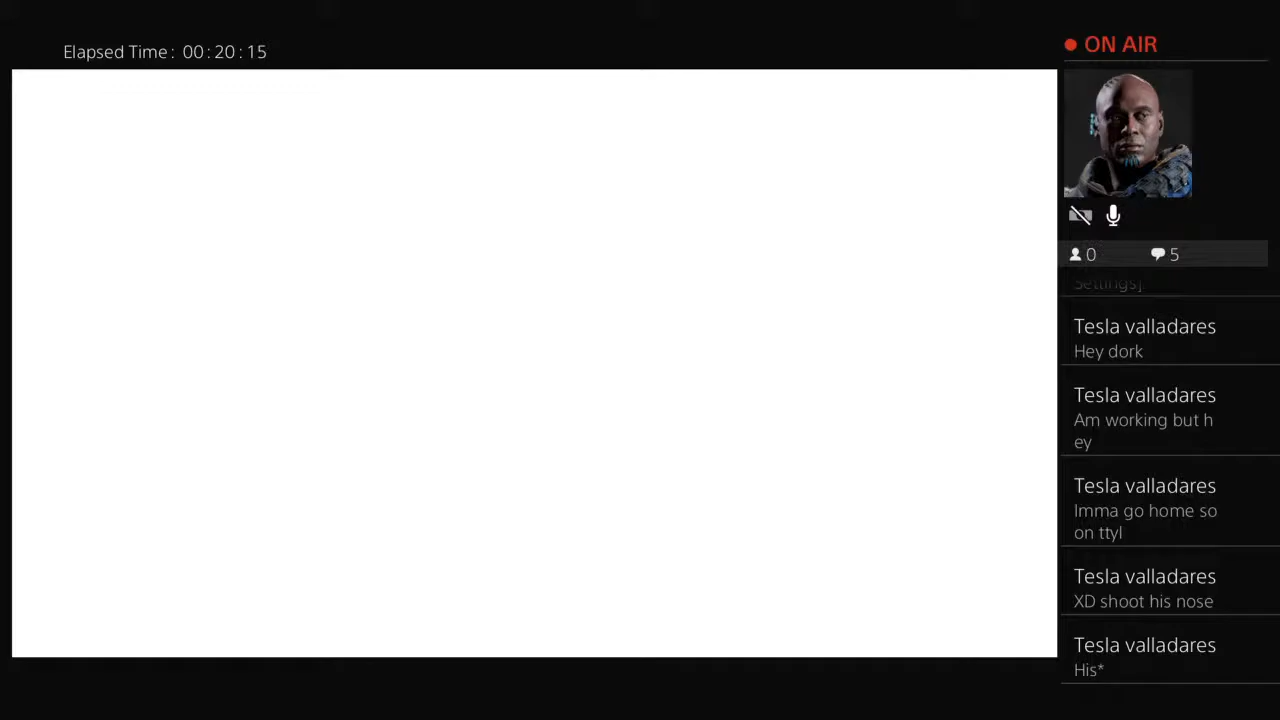 Elapsed Time: 00:20:15
ON AIR
0 5
Settings]
Tesla valladares
Hey dork
Tesla valladares
Am working but h
ey
Tesla valladares
Imma go home so
on ttyl
Tesla valladares
XD shoot his nose
Tesla valladares
His*